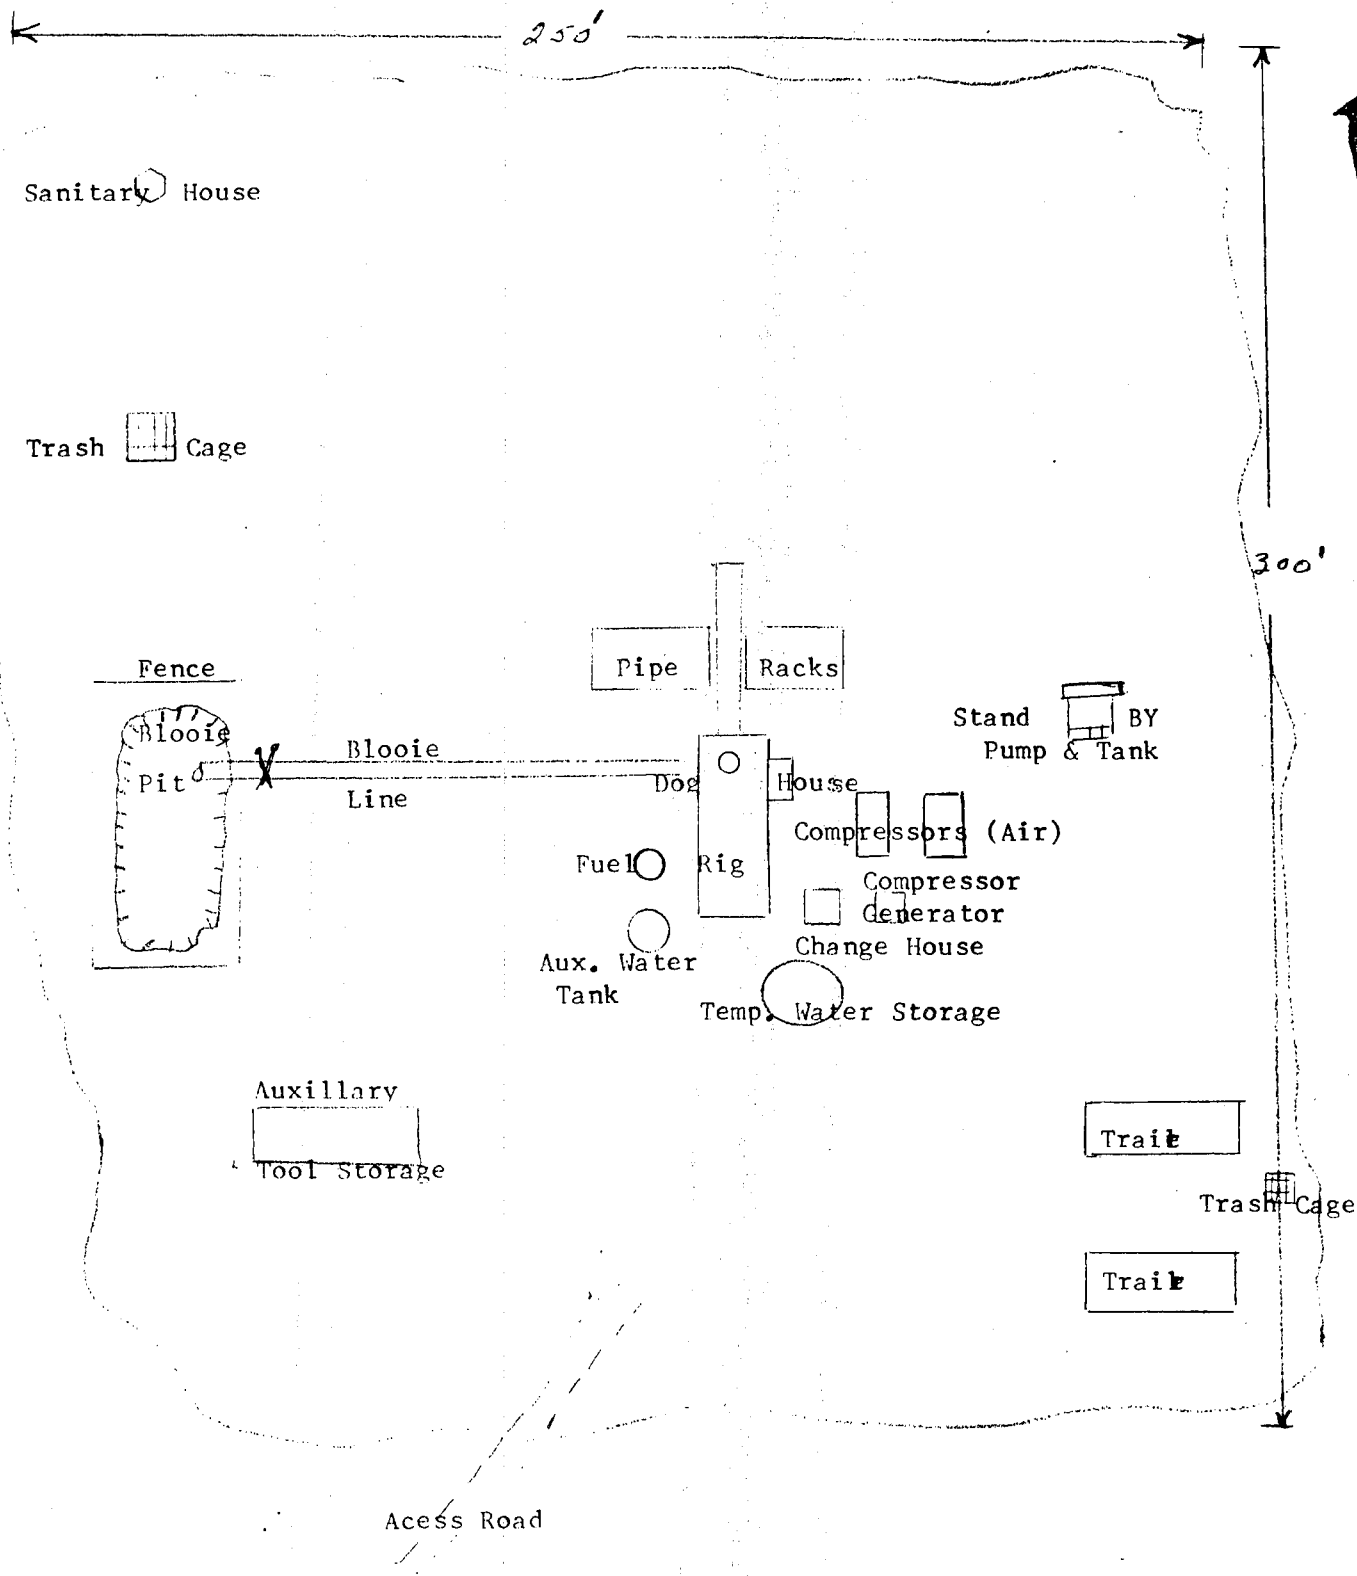 250'
Sanitary House
300'
Trash Cage
Fence
Pipe Racks
Blooie
Pit
Blooie
Line
Stand BY
Pump & Tank
Dog House
Compressors (Air)
Fuel Rig
Compressor
Generator
Change House
Aux. Water
Tank
Temp. Water Storage
Auxillary
Tool Storage
Trailer
Trash Cage
Trailer
Acess Road